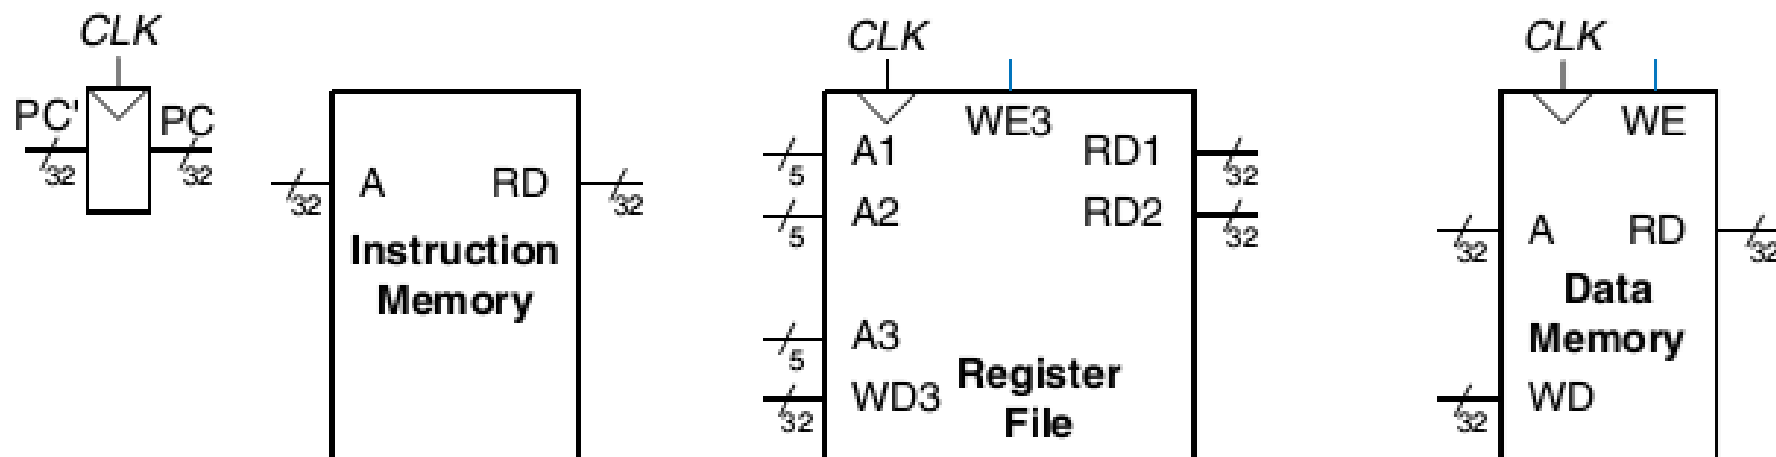 CLK
PC'
32
PC
32
32
A
RD
32
Instruction
Memory
CLK
WE3
5
A1
RD1
32
5
A2
RD2
32
5
A3
32
WD3
Register
File
CLK
WE
32
A
RD
32
Data
Memory
32
WD